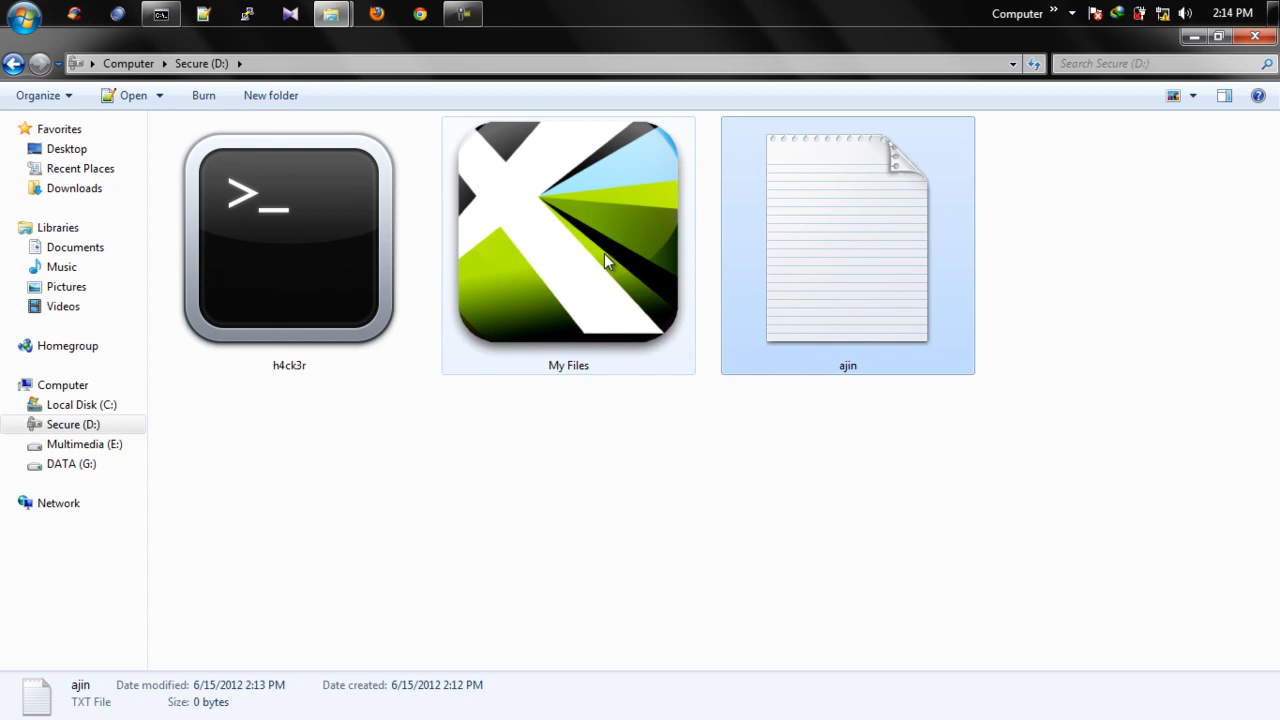 Computer » 2:14 PM
Computer Secure (D:) Search Secure (D:)
Organize Open Burn New folder
Favorites
Desktop
Recent Places
Downloads
Libraries
Documents
Music
Pictures
Videos
Homegroup
Computer
Local Disk (C:)
Secure (D:)
Multimedia (E:)
DATA (G:)
Network
>_
h4ck3r My Files ajin
ajin Date modified: 6/15/2012 2:13 PM Date created: 6/15/2012 2:12 PM
TXT File Size: 0 bytes